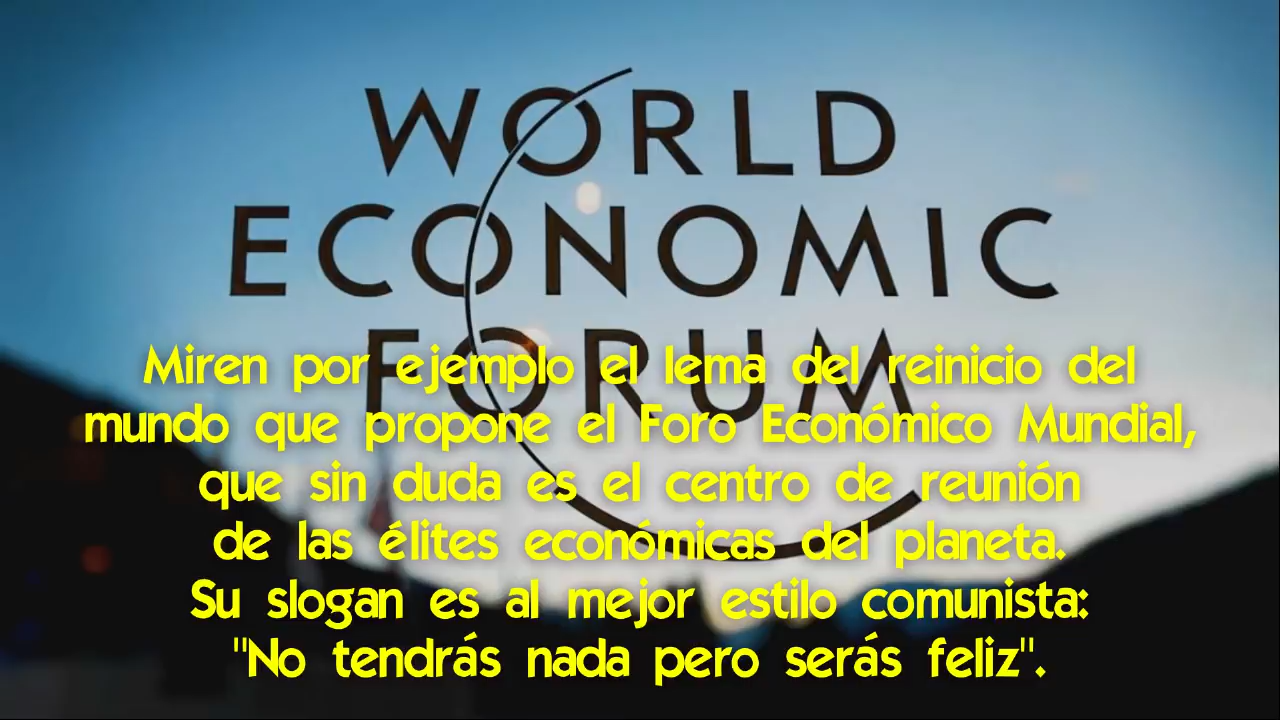 WORLD
ECONOMIC
FORUM
Miren por ejemplo el lema del reinicio del
mundo que propone el Foro Económico Mundial,
que sin duda es el centro de reunión
de las élites económicas del planeta.
Su slogan es al mejor estilo comunista:
"No tendrás nada pero serás feliz".